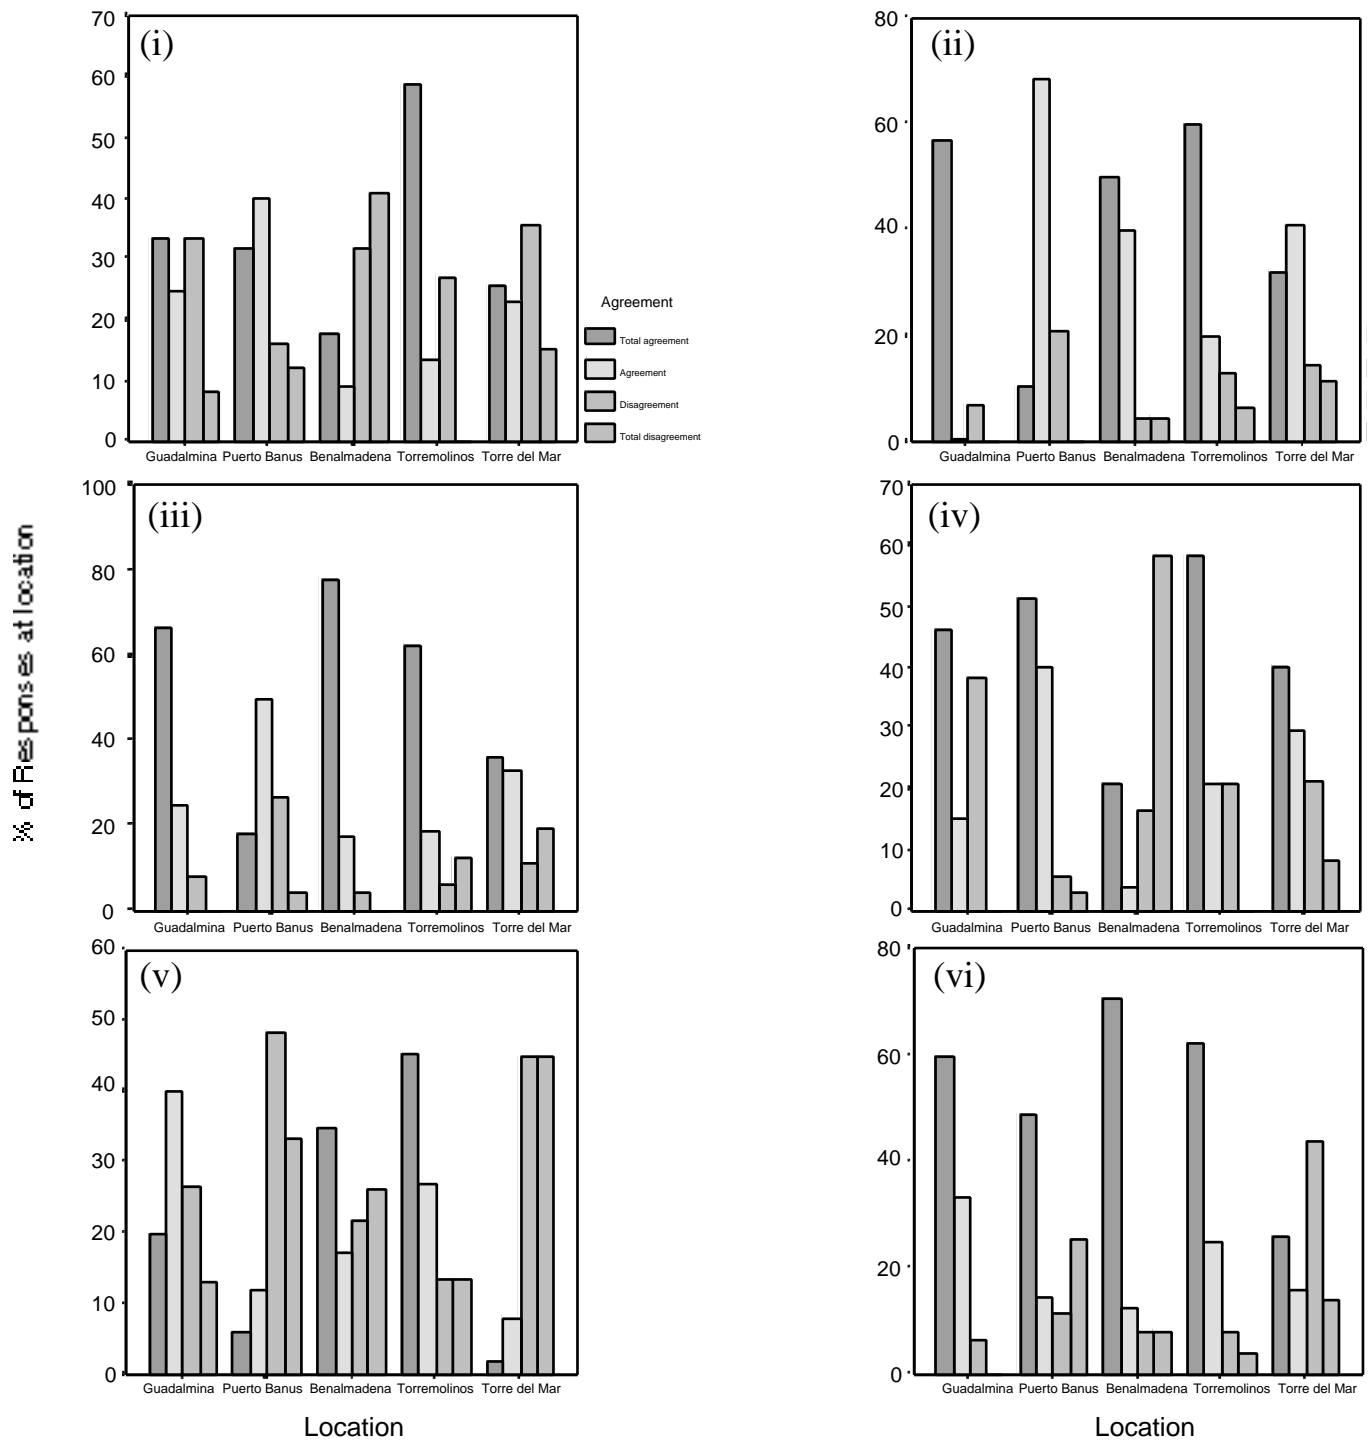 70
60
50
40
30
20
10
0
(i)
Guadalmina Puerto Banus Benalmadena Torremolinos Torre del Mar
Agreement
Total agreement
Agreement
Disagreement
Total disagreement
80
60
40
20
0
(ii)
Guadalmina Puerto Banus Benalmadena Torremolinos Torre del Mar
% of Responses at location
100
80
60
40
20
0
(iii)
Guadalmina Puerto Banus Benalmadena Torremolinos Torre del Mar
70
60
50
40
30
20
10
0
(iv)
Guadalmina Puerto Banus Benalmadena Torremolinos Torre del Mar
60
50
40
30
20
10
0
(v)
Guadalmina Puerto Banus Benalmadena Torremolinos Torre del Mar
Location
80
60
40
20
0
(vi)
Guadalmina Puerto Banus Benalmadena Torremolinos Torre del Mar
Location